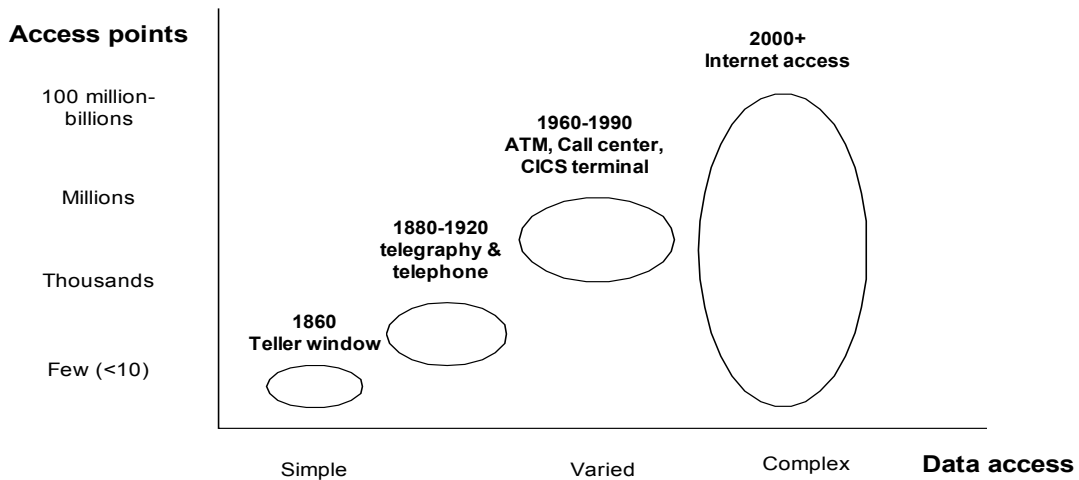 Access points
100 million-
billions
Millions
Thousands
Few (<10)
1860
Teller window
1880-1920
telegraphy &
telephone
1960-1990
ATM, Call center,
CICS terminal
2000+
Internet access
Simple
Varied
Complex
Data access